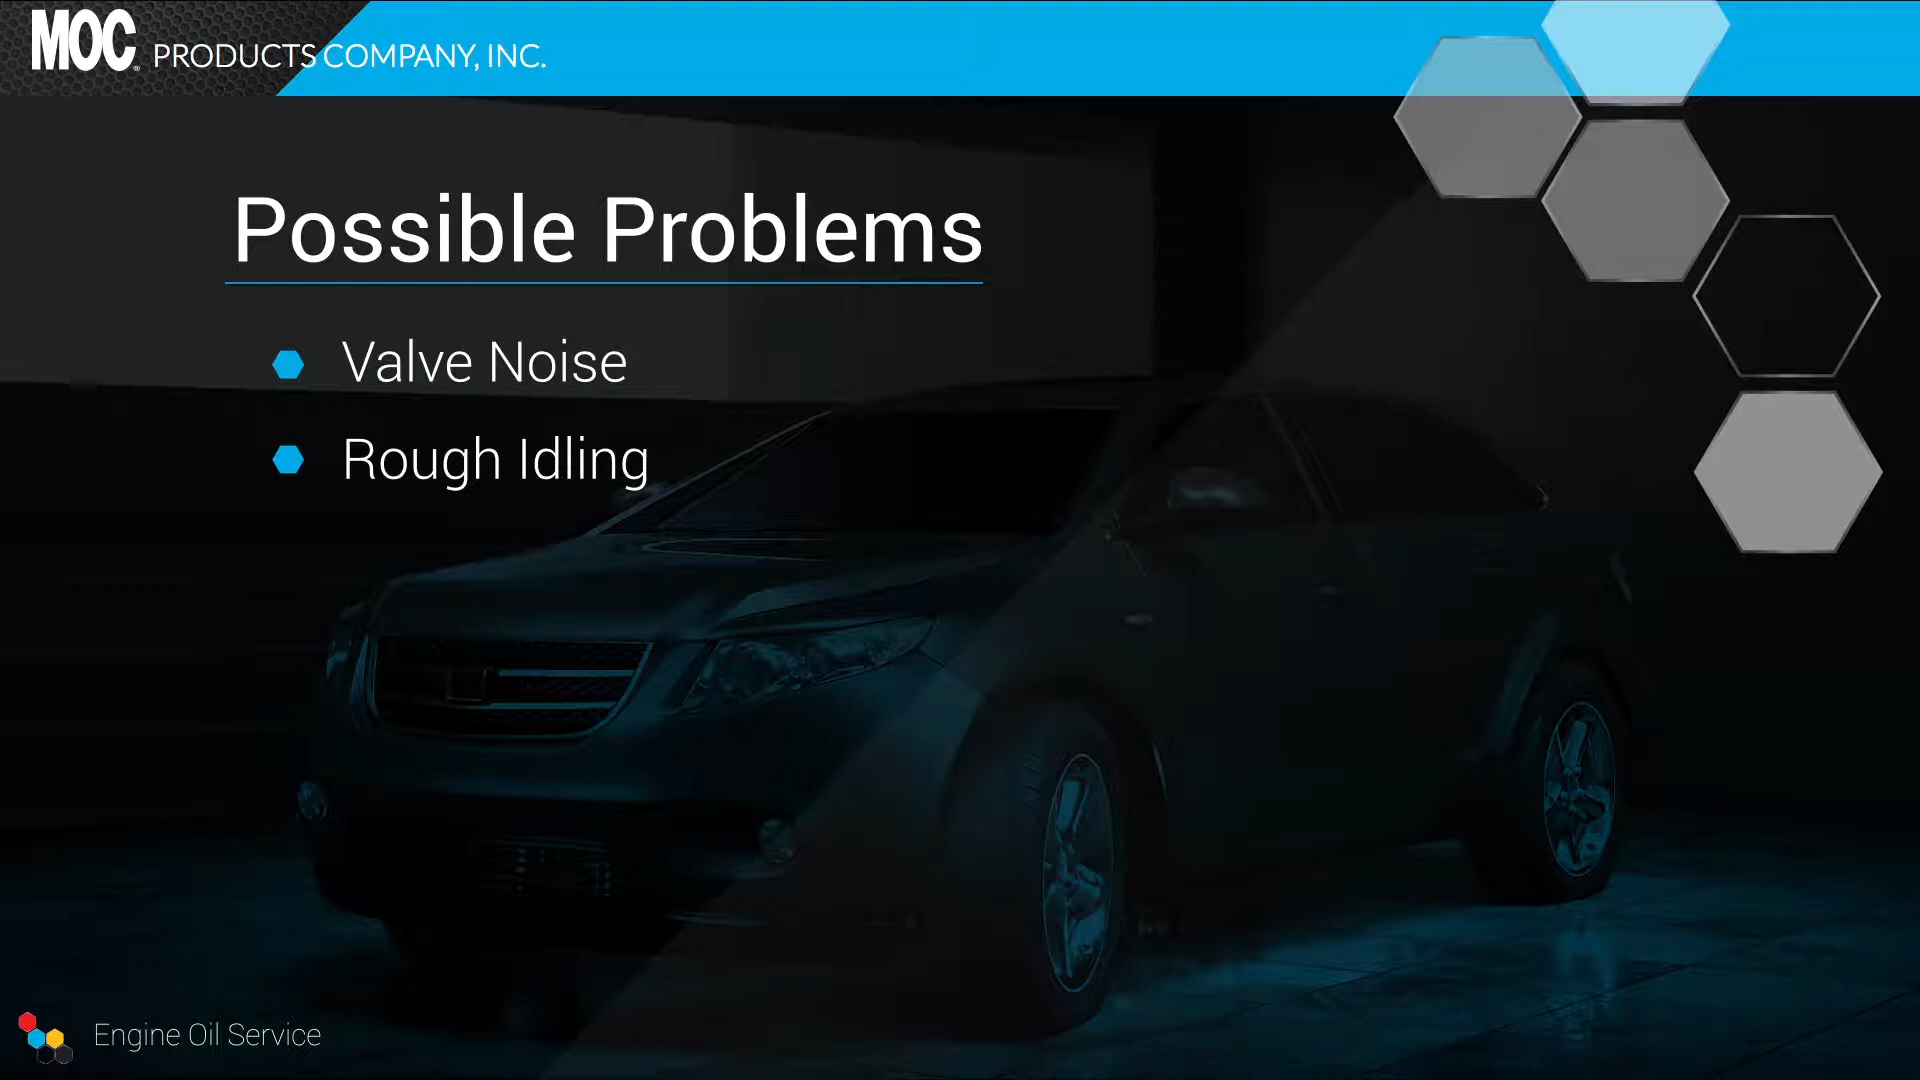 MOC® PRODUCTS COMPANY, INC.
Possible Problems
Valve Noise
Rough Idling
Engine Oil Service